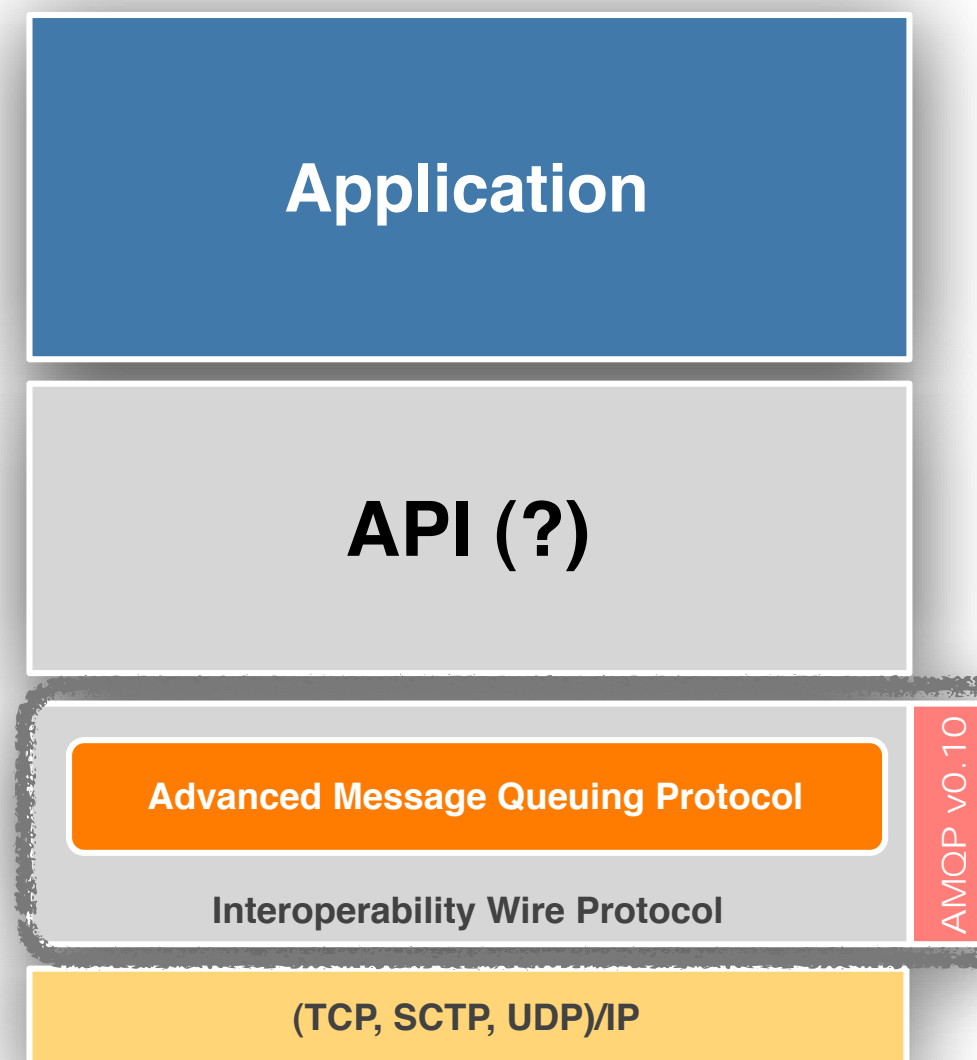 Application
API (?)
Advanced Message Queuing Protocol
AMQP v0.10
Interoperability Wire Protocol
(TCP, SCTP, UDP)/IP